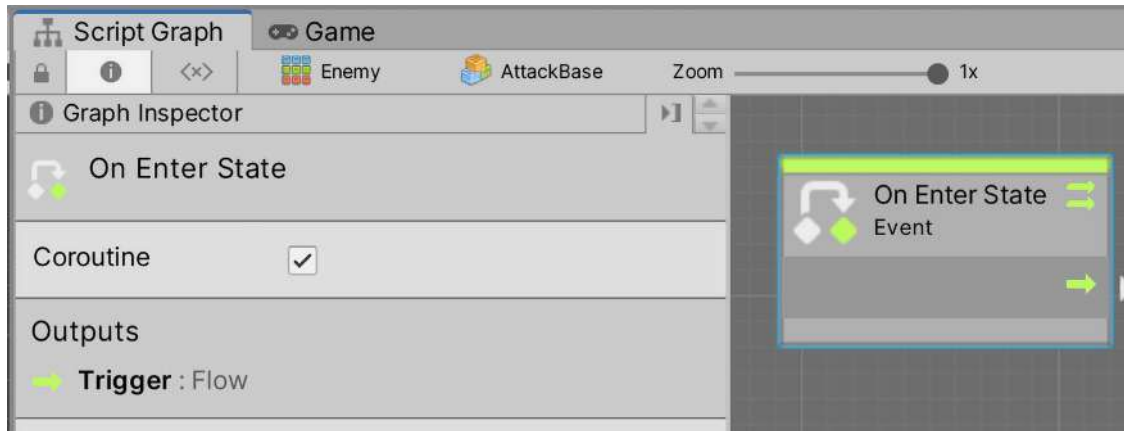 Script Graph Game
<×> Enemy AttackBase Zoom 1x
Graph Inspector
On Enter State
Coroutine
Outputs
Trigger : Flow
On Enter State
Event